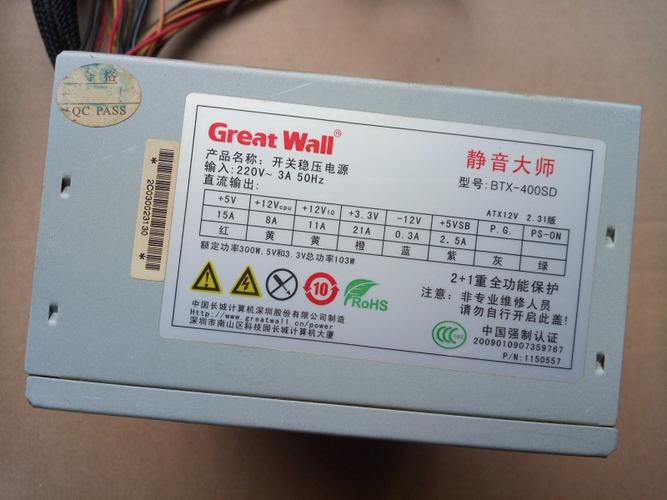 合格
QC PASS
2C030023130
Great Wall®
静音大师
产品名称：开关稳压电源
型号：BTX-400SD
输入：220V～ 3A 50Hz
直流输出：
ATX12V 2.31版
+5V +12Vcpu +12VIO +3.3V -12V +5VSB P.G. PS-ON
15A 8A 11A 21A 0.3A 2.5A
红 黄 黄 橙 蓝 紫 灰 绿
额定功率300W,5V和3.3V总功率103W
10
RoHS
2+1重全功能保护
注意：非专业维修人员
请勿自行开启此盖！
中国长城计算机深圳股份有限公司制造
Http://www.greatwall.cn/power
深圳市南山区科技园长城计算机大厦
CCC
中国强制认证
2009010907359767
P/N:1150557